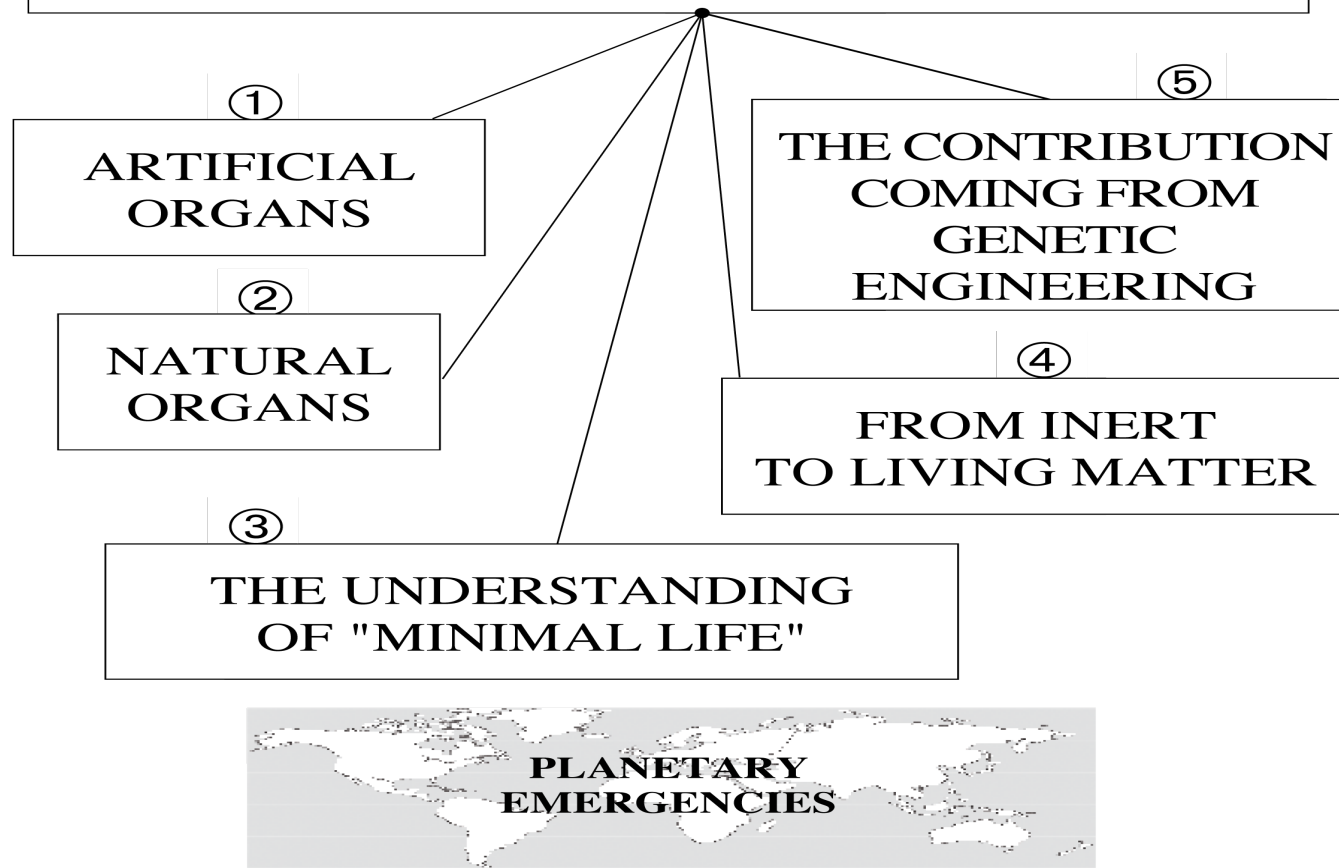 ①
ARTIFICIAL
ORGANS
②
NATURAL
ORGANS
③
THE UNDERSTANDING
OF "MINIMAL LIFE"
④
FROM INERT
TO LIVING MATTER
⑤
THE CONTRIBUTION
COMING FROM
GENETIC
ENGINEERING
PLANETARY
EMERGENCIES